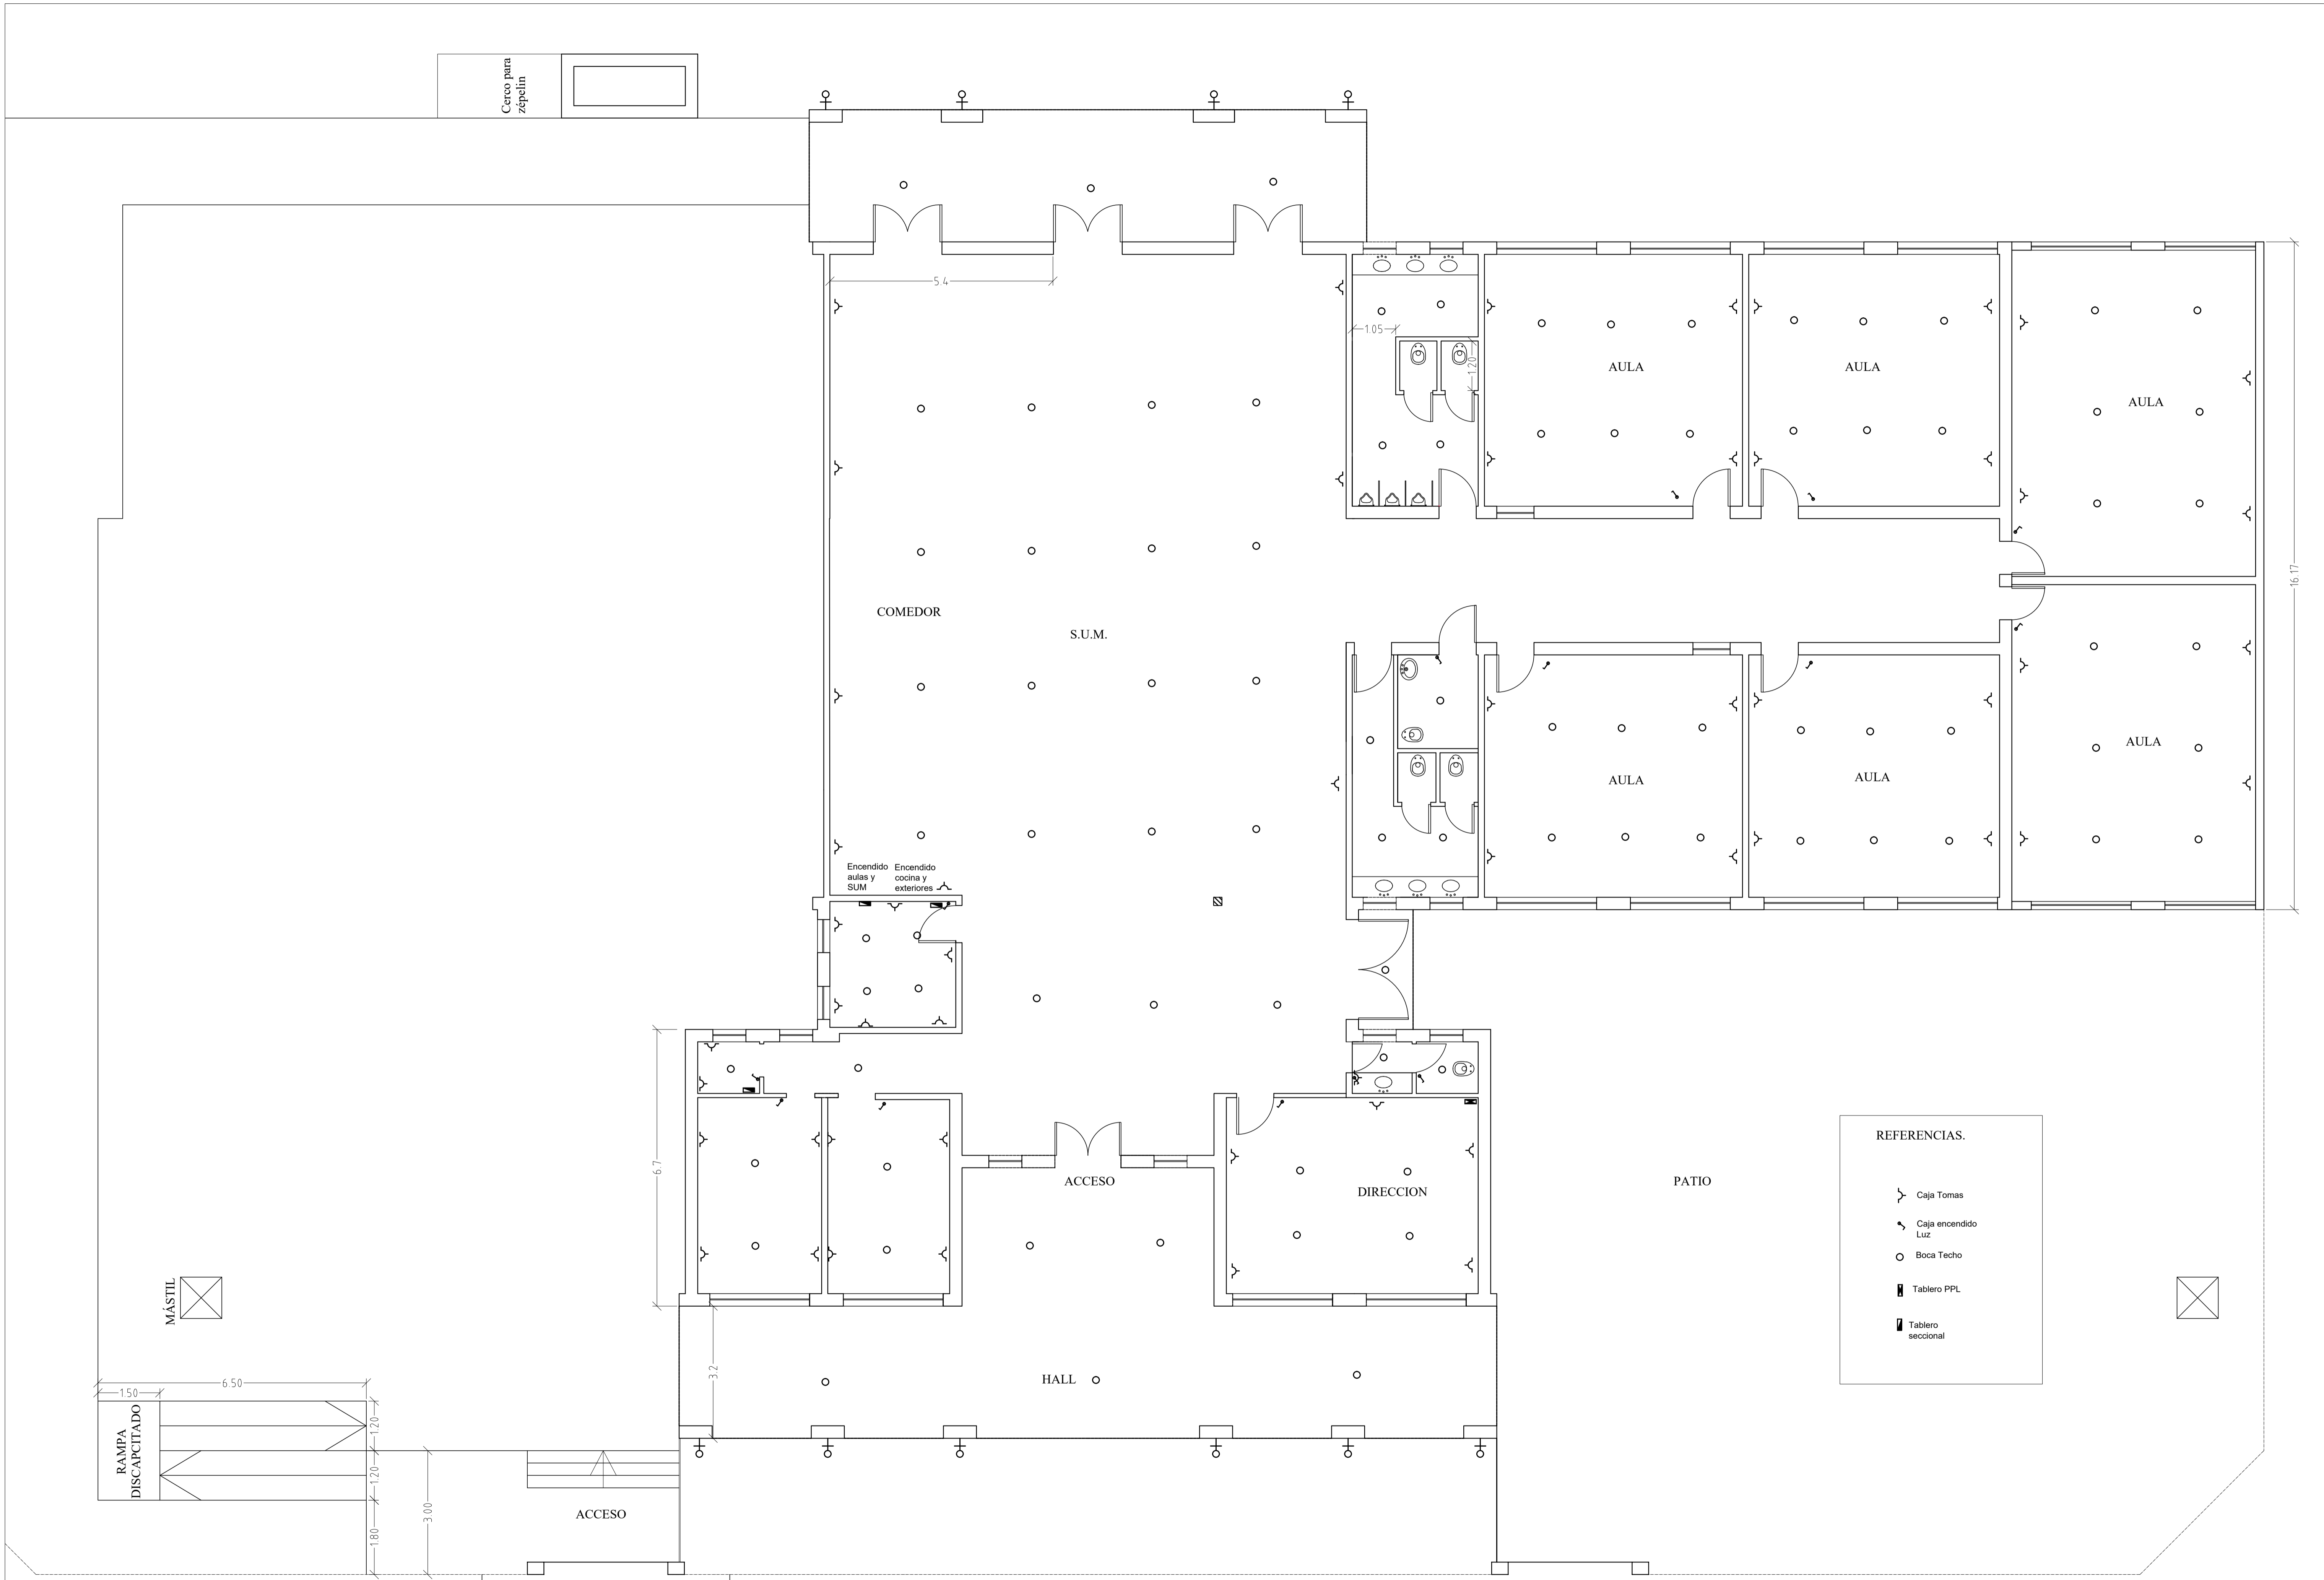 Cerco para
zépelin
5.4
1.05
1.20
AULA
AULA
AULA
16.17
COMEDOR
S.U.M.
AULA
AULA
AULA
Encendido
aulas y
SUM
Encendido
cocina y
exteriores
6.7
ACCESO
DIRECCION
PATIO
REFERENCIAS.
Caja Tomas
Caja encendido
Luz
Boca Techo
Tablero PPL
Tablero
seccional
MÁSTIL
3.2
HALL
6.50
1.50
RAMPA
DISCAPCITADO
1.20
1.20
1.80
3.00
ACCESO